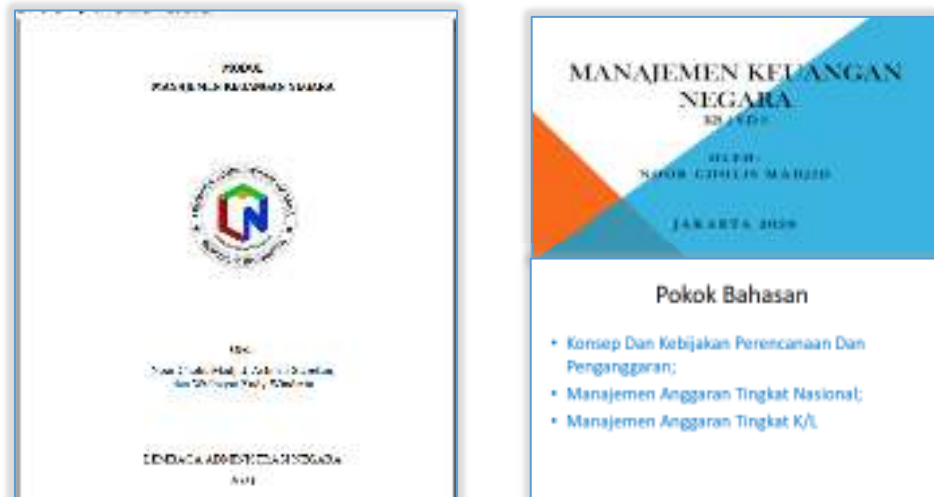 MODUL
MANAJEMEN KEUANGAN NEGARA
LEMBAGA ADMINISTRASI NEGARA
MANAJEMEN KEUANGAN
NEGARA
OLEH:
NOOR CHOLIS MADJID
JAKARTA 2020
Pokok Bahasan
• Konsep Dan Kebijakan Perencanaan Dan
Penganggaran;
• Manajemen Anggaran Tingkat Nasional;
• Manajemen Anggaran Tingkat K/L